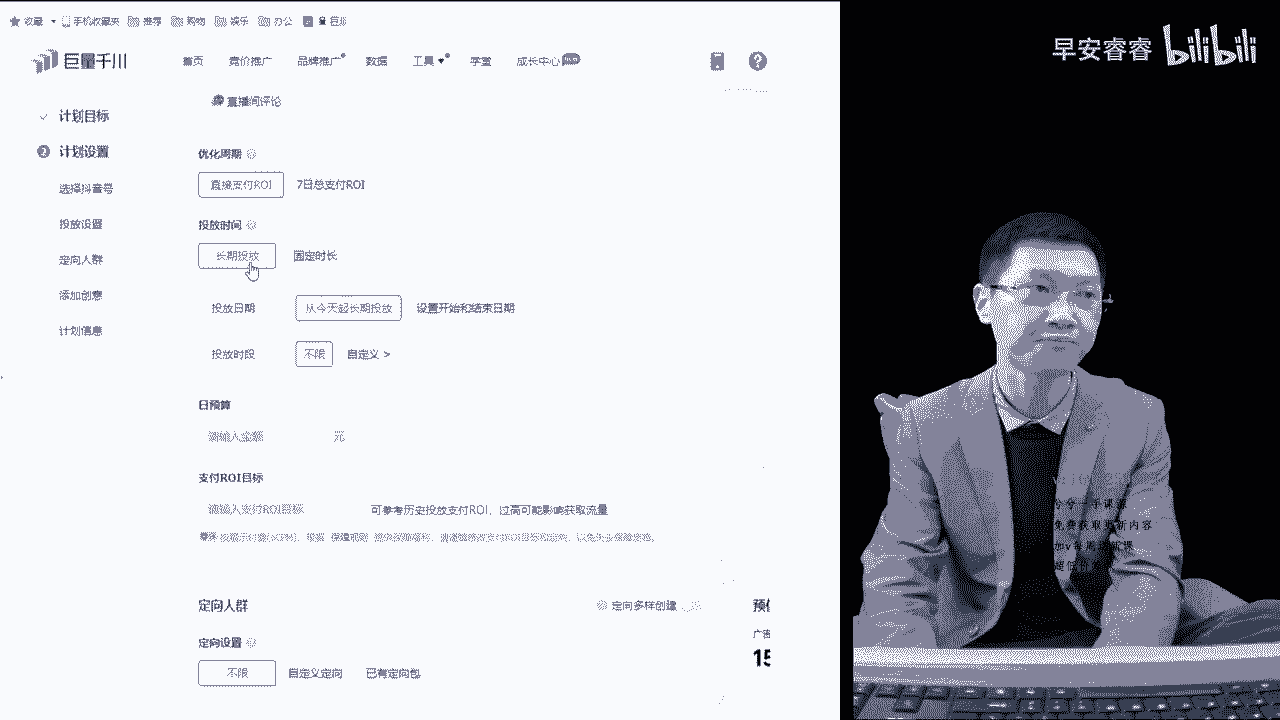 收藏 手机收藏夹 推荐 购物 娱乐 办公 巨量
早安睿睿 bilibili
巨量千川 首页 竞价推广 品牌推广 数据 工具 学堂 成长中心 new
直播间评论
计划目标
计划设置
选择抖音号
投放设置
定向人群
添加创意
计划信息
优化周期
直接支付ROI 7日总支付ROI
投放时间
长期投放 固定时长
投放日期 从今天起长期投放 设置开始和结束日期
投放时段 不限 自定义 >
日预算
请输入金额 元
支付ROI目标
请输入支付ROI目标 可参考历史投放支付ROI，过高可能影响获取流量
定向人群 定向多样创建
定向设置
不限 自定义定向 已有定向包
广告
15
免费获取更新内容